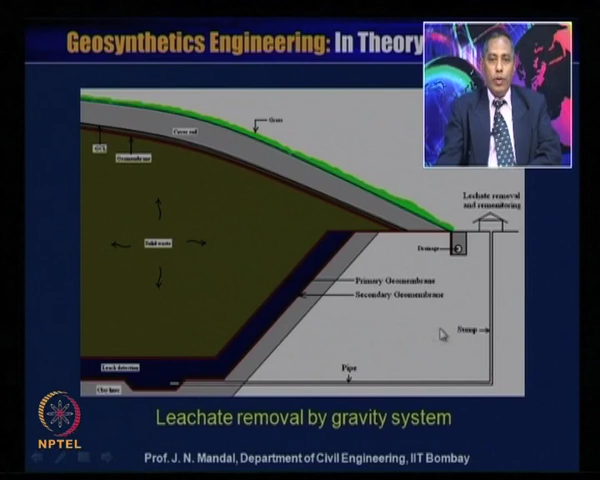 Geosynthetics Engineering: In Theory
Grass
Cover soil
GCL
Geomembrane
Lechate removal
and remonitoring
Solid waste
Drainage
Primary Geomembrane
Secondary Geomembrane
Sump
Leach detection
Pipe
Clay liner
Leachate removal by gravity system
NPTEL
Prof. J. N. Mandal, Department of Civil Engineering, IIT Bombay